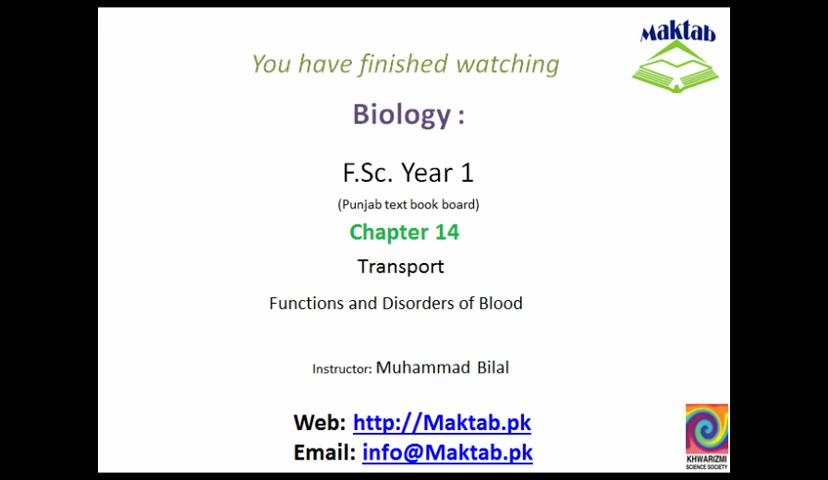 Maktab
You have finished watching
Biology :
F.Sc. Year 1
(Punjab text book board)
Chapter 14
Transport
Functions and Disorders of Blood
Instructor: Muhammad Bilal
Web: http://Maktab.pk
Email: info@Maktab.pk
KHWARIZMI
SCIENCE SOCIETY